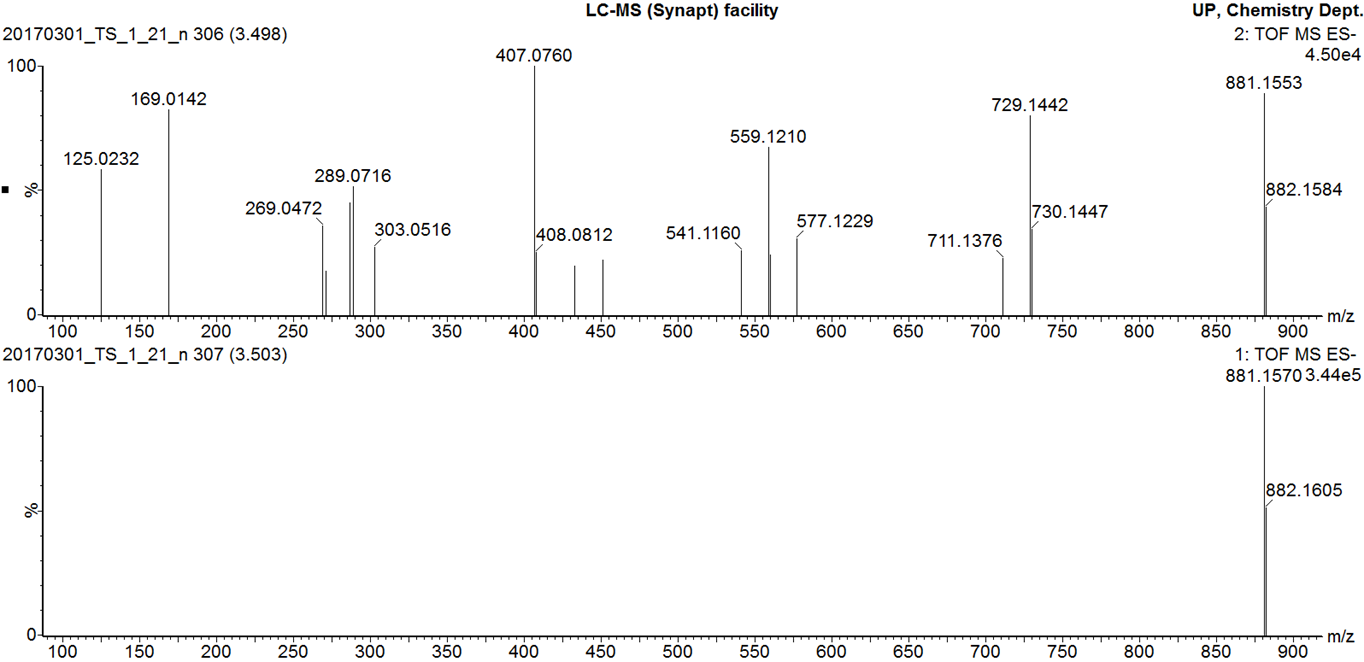 LC-MS (Synapt) facility UP, Chemistry Dept.
20170301_TS_1_21_n 306 (3.498) 2: TOF MS ES-
4.50e4
100 407.0760
881.1553
169.0142 729.1442
559.1210
125.0232
289.0716 882.1584
%
269.0472 730.1447
577.1229
303.0516 408.0812 541.1160
711.1376
0
100 150 200 250 300 350 400 450 500 550 600 650 700 750 800 850 900 m/z
20170301_TS_1_21_n 307 (3.503) 1: TOF MS ES-
881.1570 3.44e5
100
882.1605
%
0
100 150 200 250 300 350 400 450 500 550 600 650 700 750 800 850 900 m/z